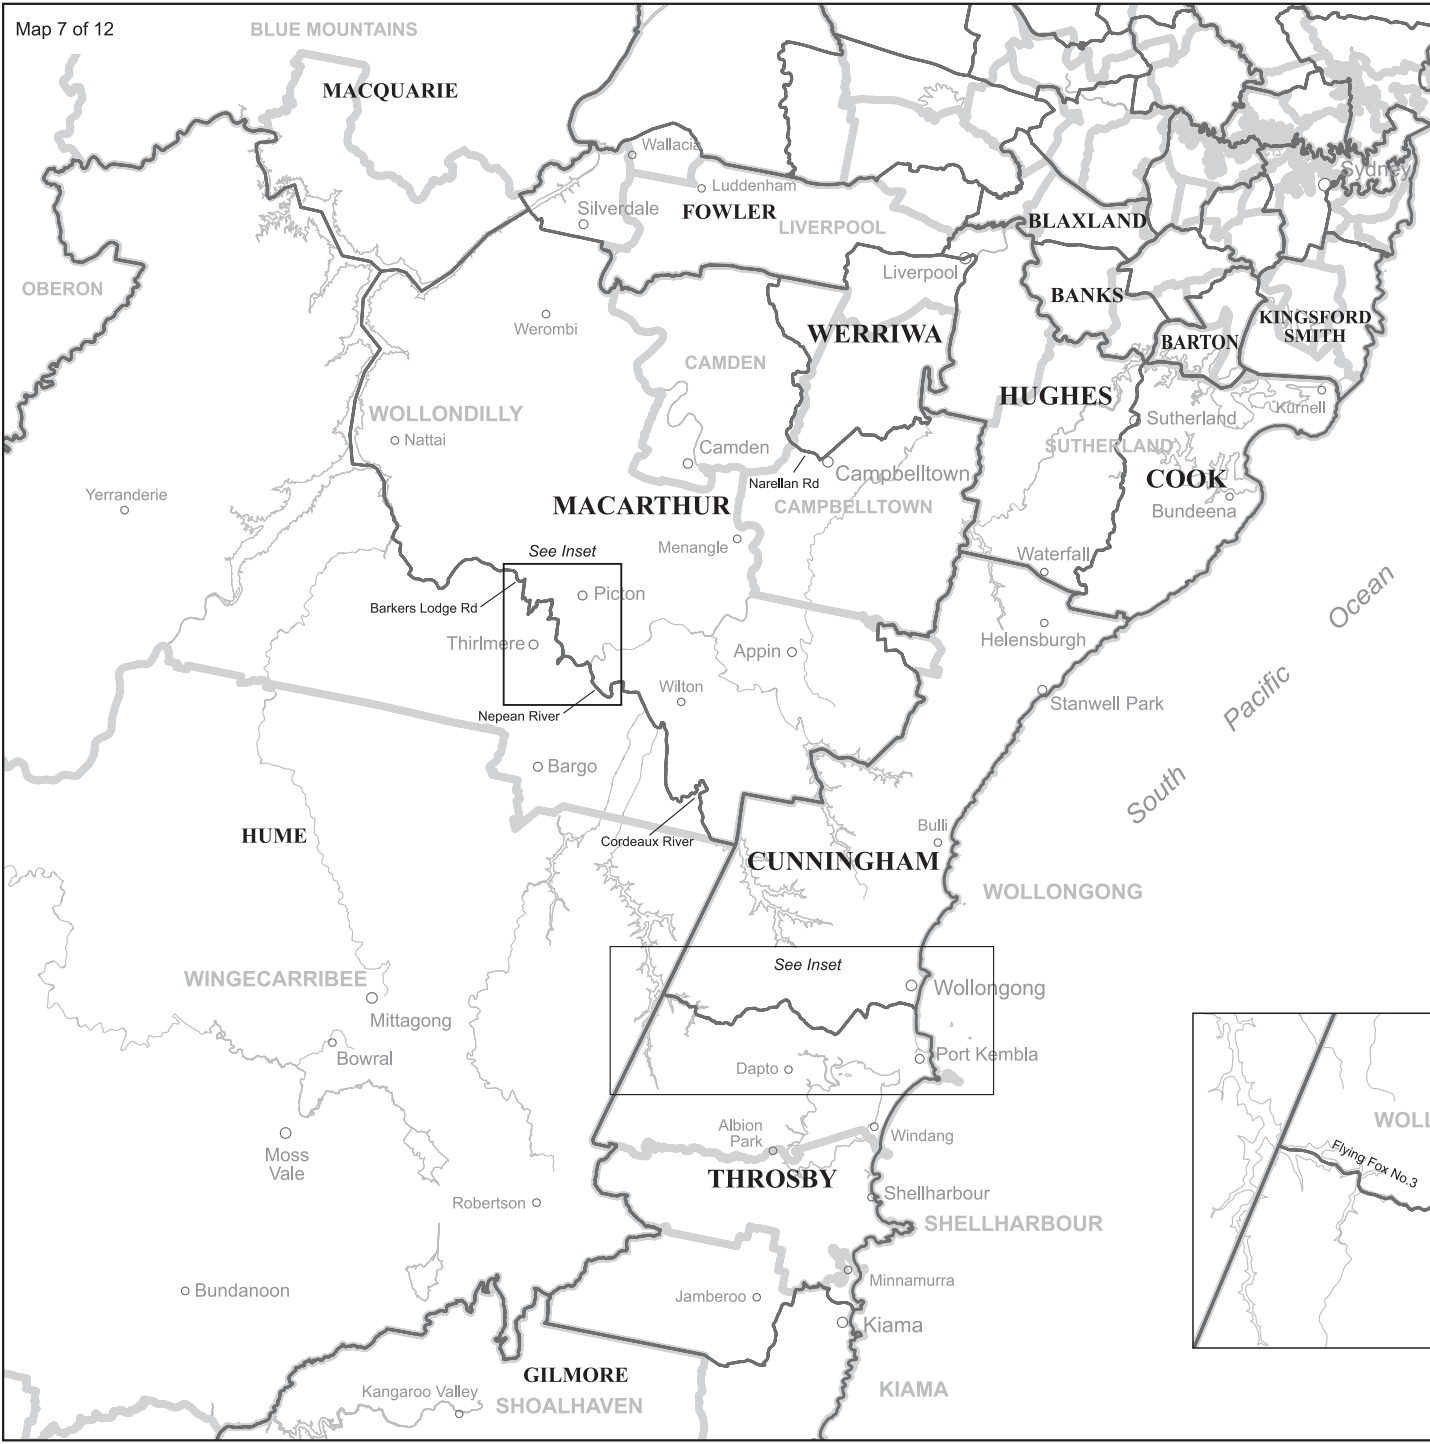 Map 7 of 12
BLUE MOUNTAINS
MACQUARIE
Wallacia
Luddenham
Silverdale
FOWLER
LIVERPOOL
BLAXLAND
Sydney
OBERON
Liverpool
BANKS
Werombi
WERRIWA
BARTON
KINGSFORD
SMITH
CAMDEN
HUGHES
WOLLONDILLY
Nattai
Sutherland
Kurnell
SUTHERLAND
Camden
Campbelltown
Narellan Rd
COOK
Bundeena
Yerranderie
MACARTHUR
CAMPBELLTOWN
Menangle
See Inset
Waterfall
Ocean
Barkers Lodge Rd
Picton
Thirlmere
Appin
Helensburgh
Pacific
Wilton
Stanwell Park
Nepean River
Bargo
South
HUME
Cordeaux River
Bulli
CUNNINGHAM
WOLLONGONG
See Inset
WINGECARRIBEE
Wollongong
Mittagong
Bowral
Dapto
Port Kembla
Albion
Park
Windang
WOLL
Moss
Vale
Flying Fox No.3
THROSBY
Robertson
Shellharbour
SHELLHARBOUR
Minnamurra
Bundanoon
Jamberoo
Kiama
GILMORE
Kangaroo Valley
SHOALHAVEN
KIAMA